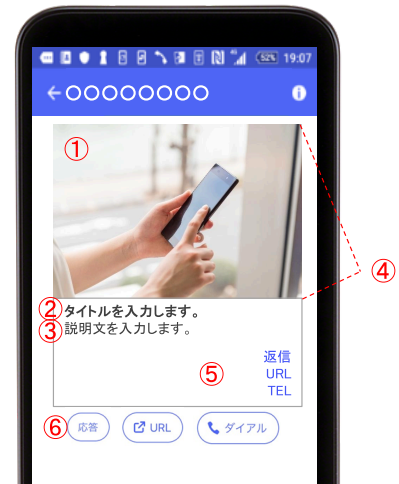 52% 19:07
←○○○○○○○○
①
②タイトルを入力します。
③説明文を入力します。
④
⑤
返信
URL
TEL
⑥ 応答 URL ダイアル